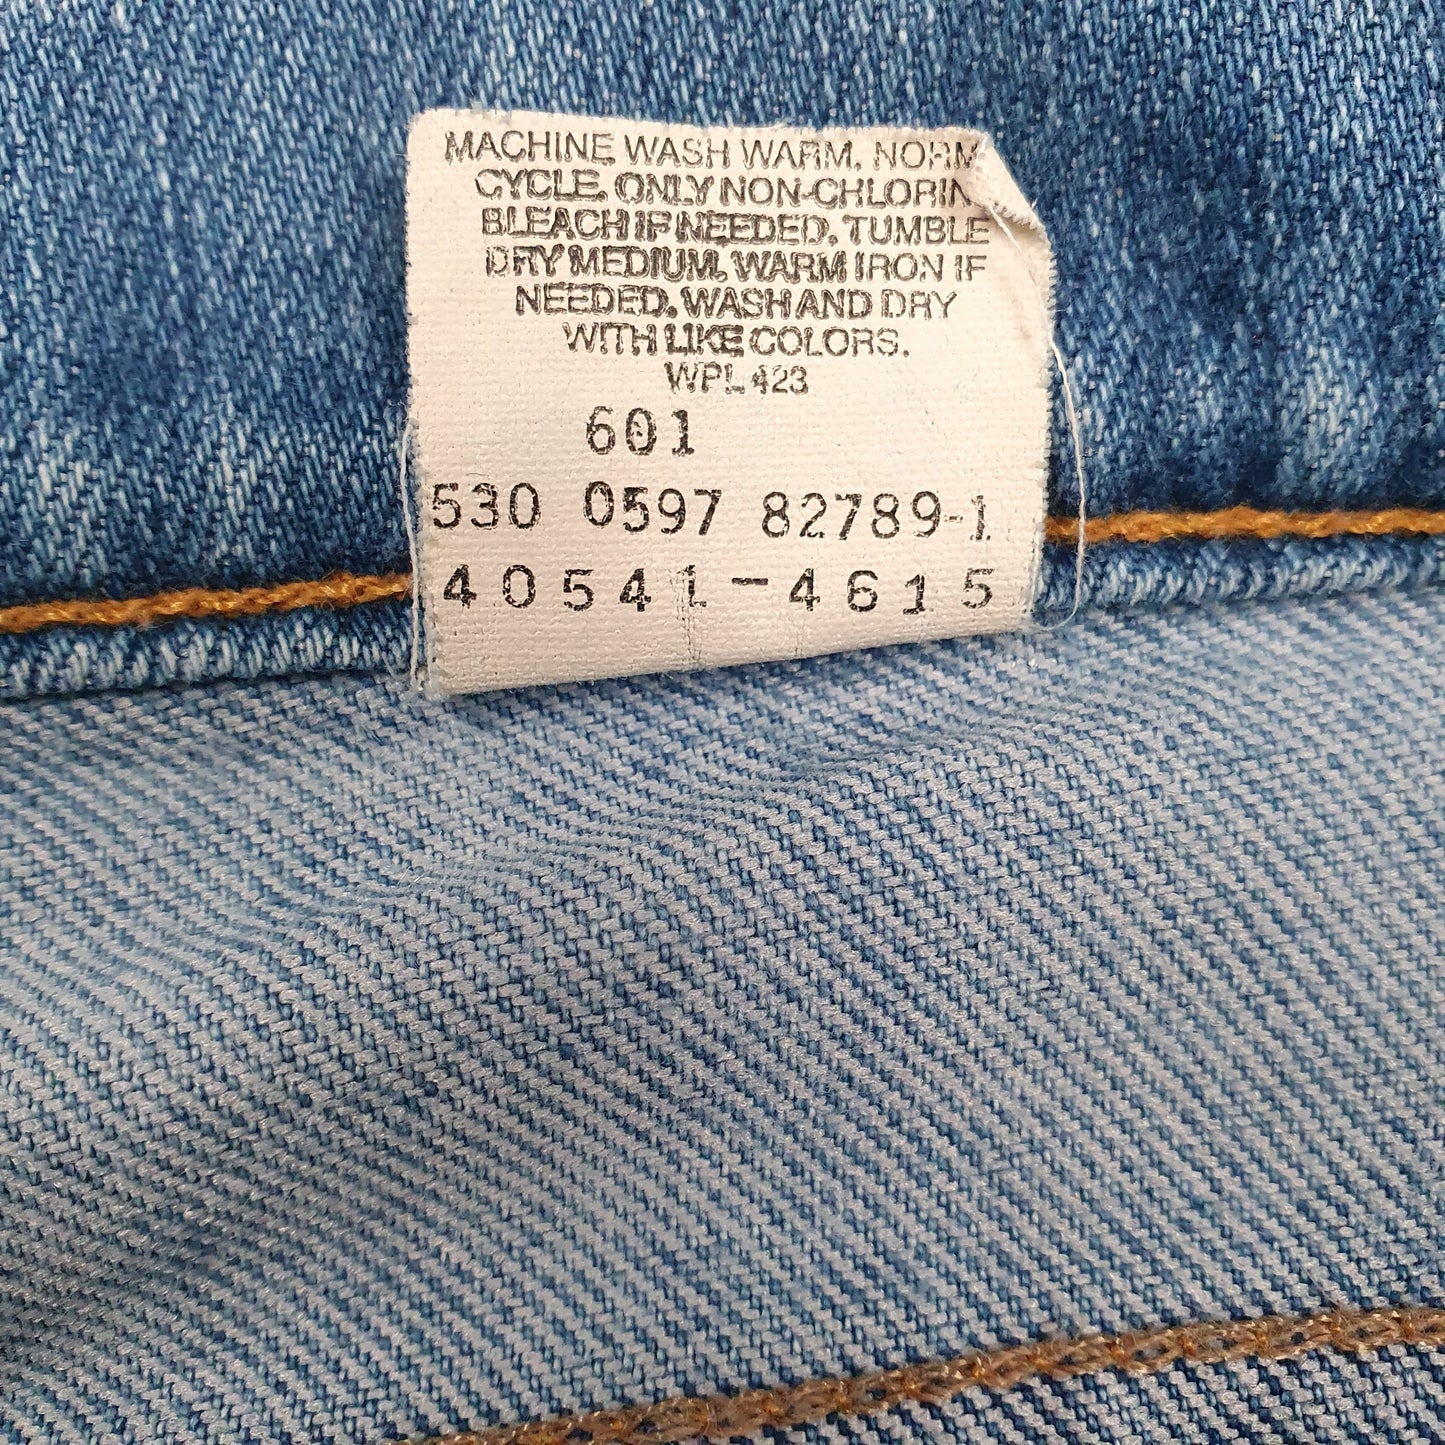 MACHINE WASH WARM, NORM
CYCLE. ONLY NON-CHLORIN
BLEACH IF NEEDED. TUMBLE
DRY MEDIUM. WARM IRON IF
NEEDED. WASH AND DRY
WITH LIKE COLORS.
WPL 423
601
530 0597 82789-1
40541-4615